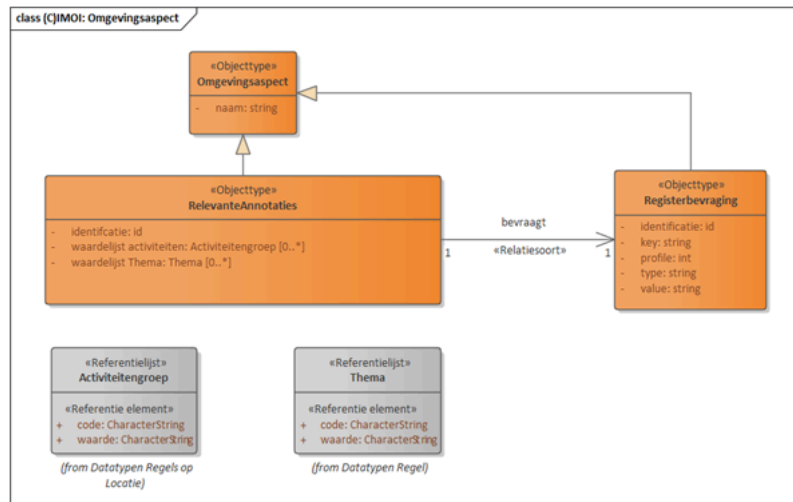 class (C)IMOI: Omgevingsaspect
«Objecttype»
Omgevingsaspect
- naam: string
«Objecttype»
RelevanteAnnotaties
- identifcatie: id
- waardelijst activiteiten: Activiteitengroep [0..*]
- waardelijst Thema: Thema [0..*]
bevraagt
1
«Relatiesoort»
1
«Objecttype»
Registerbevraging
- identificatie: id
- key: string
- profile: int
- type: string
- value: string
«Referentielijst»
Activiteitengroep
«Referentie element»
+ code: CharacterString
+ waarde: CharacterString
(from Datatypen Regels op
Locatie)
«Referentielijst»
Thema
«Referentie element»
+ code: CharacterString
+ waarde: CharacterString
(from Datatypen Regel)